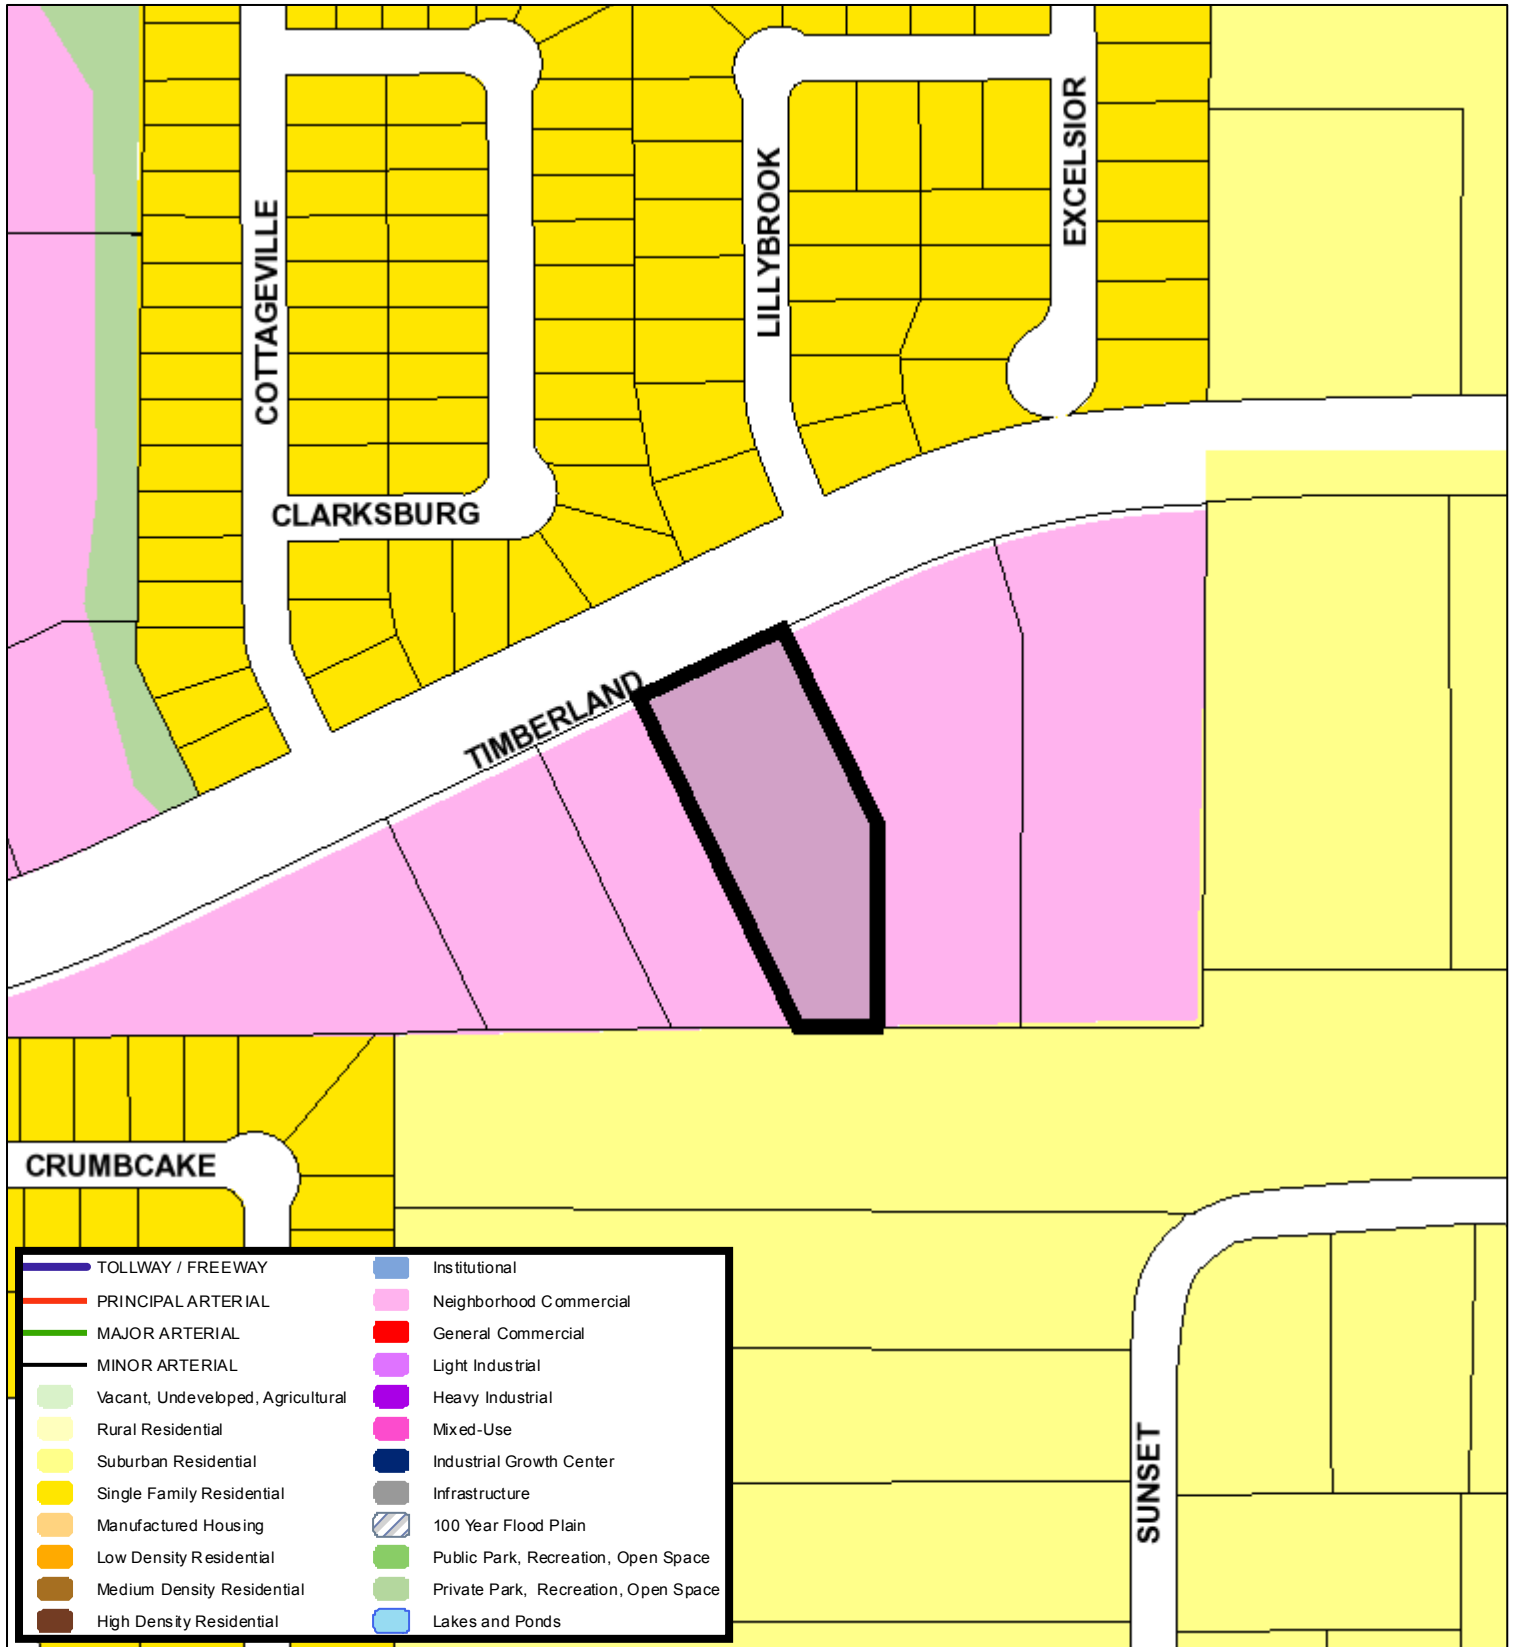 COTTAGEVILLE
LILLYBROOK
EXCELSIOR
CLARKSBURG
TIMBERLAND
CRUMBCAKE
SUNSET
TOLLWAY / FREEWAY
PRINCIPAL ARTERIAL
MAJOR ARTERIAL
MINOR ARTERIAL
Vacant, Undeveloped, Agricultural
Rural Residential
Suburban Residential
Single Family Residential
Manufactured Housing
Low Density Residential
Medium Density Residential
High Density Residential
Institutional
Neighborhood Commercial
General Commercial
Light Industrial
Heavy Industrial
Mixed-Use
Industrial Growth Center
Infrastructure
100 Year Flood Plain
Public Park, Recreation, Open Space
Private Park, Recreation, Open Space
Lakes and Ponds